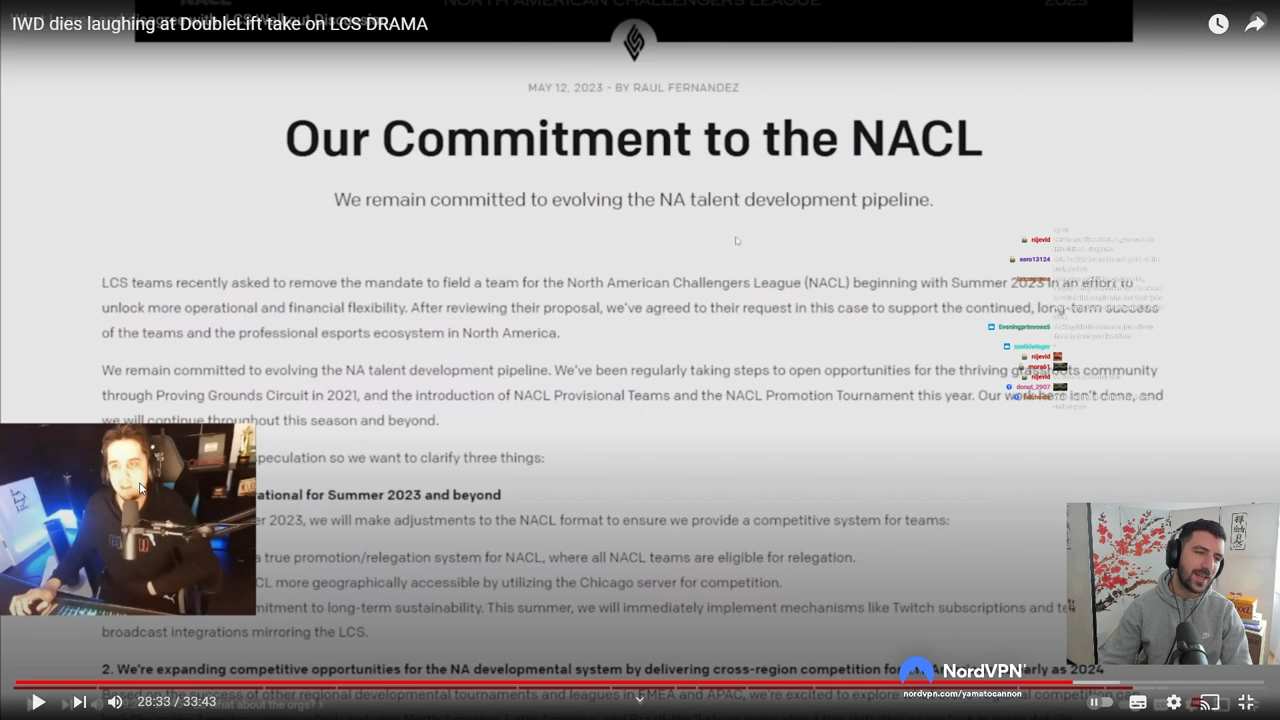 IWD dies laughing at DoubleLift take on LCS DRAMA
MAY 12, 2023 - BY RAUL FERNANDEZ
Our Commitment to the NACL
We remain committed to evolving the NA talent development pipeline.
LCS teams recently asked to remove the mandate to field a team for the North American Challengers League (NACL) beginning with Summer 2023 in an effort to
unlock more operational and financial flexibility. After reviewing their proposal, we've agreed to their request in this case to support the continued, long-term success
of the teams and the professional esports ecosystem in North America.
We remain committed to evolving the NA talent development pipeline. We've been regularly taking steps to open opportunities for the thriving grassroots community
through Proving Grounds Circuit in 2021, and the introduction of NACL Provisional Teams and the NACL Promotion Tournament this year. Our work here isn't done, and
we will continue throughout this season and beyond.
speculation so we want to clarify three things:
ational for Summer 2023 and beyond
er 2023, we will make adjustments to the NACL format to ensure we provide a competitive system for teams:
a true promotion/relegation system for NACL, where all NACL teams are eligible for relegation.
CL more geographically accessible by utilizing the Chicago server for competition.
mitment to long-term sustainability. This summer, we will immediately implement mechanisms like Twitch subscriptions and te
broadcast integrations mirroring the LCS.
2. We're expanding competitive opportunities for the NA developmental system by delivering cross-region competition for as early as 2024
nijevid
xero13124
Eveningprimrose5
nijevid
mora61
nijevid
donut_2907
NordVPN
nordvpn.com/yamatocannon
28:33 / 33:43